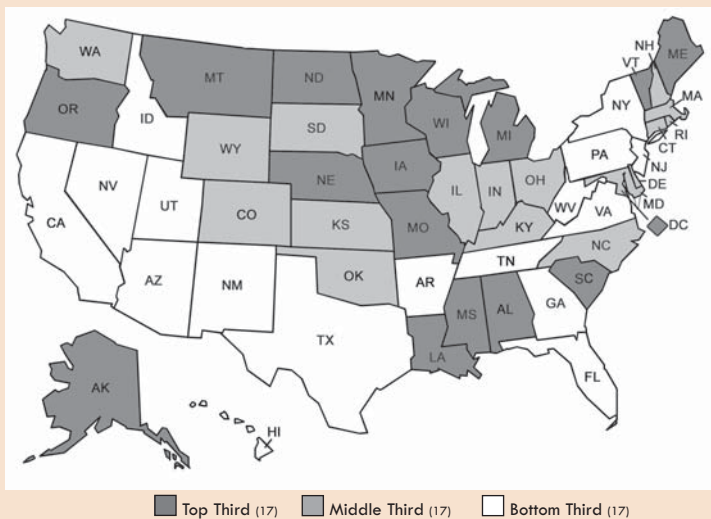 WA
MT
ND
MN
OR
ID
SD
WI
MI
WY
NE
IA
NV
UT
CO
KS
MO
IL
IN
OH
KY
WV
VA
PA
NY
VT
NH
ME
MA
RI
CT
NJ
DE
MD
DC
CA
AZ
NM
OK
AR
TN
NC
SC
TX
LA
MS
AL
GA
FL
AK
HI
Top Third (17) Middle Third (17) Bottom Third (17)